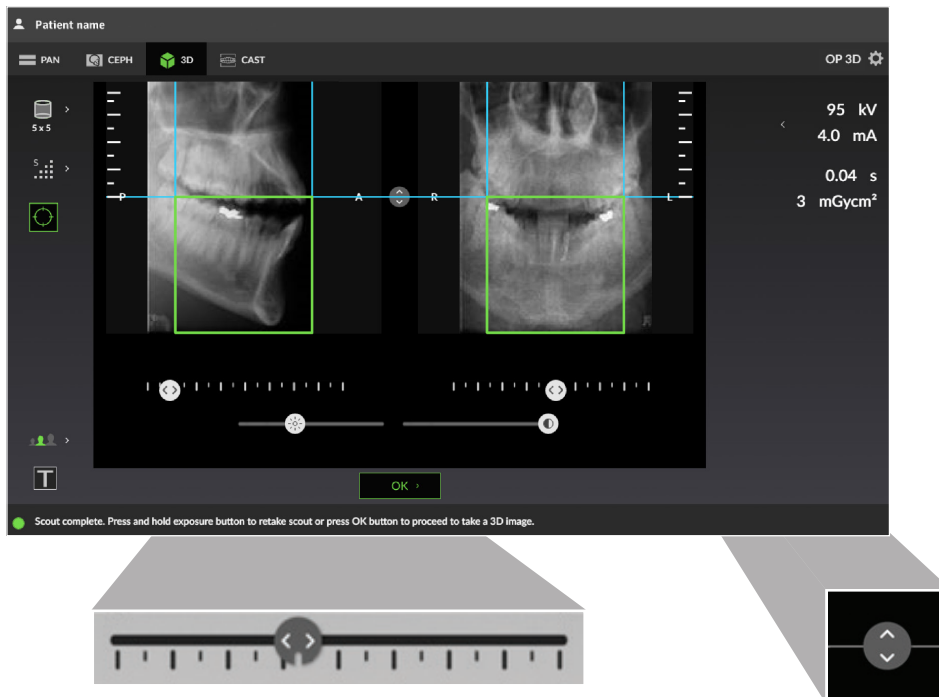 Patient name
PAN CEPH 3D CAST OP 3D
5 x 5
95 kV
4.0 mA
S
0.04 s
3 mGycm²
P A R L
T
OK
Scout complete. Press and hold exposure button to retake scout or press OK button to proceed to take a 3D image.